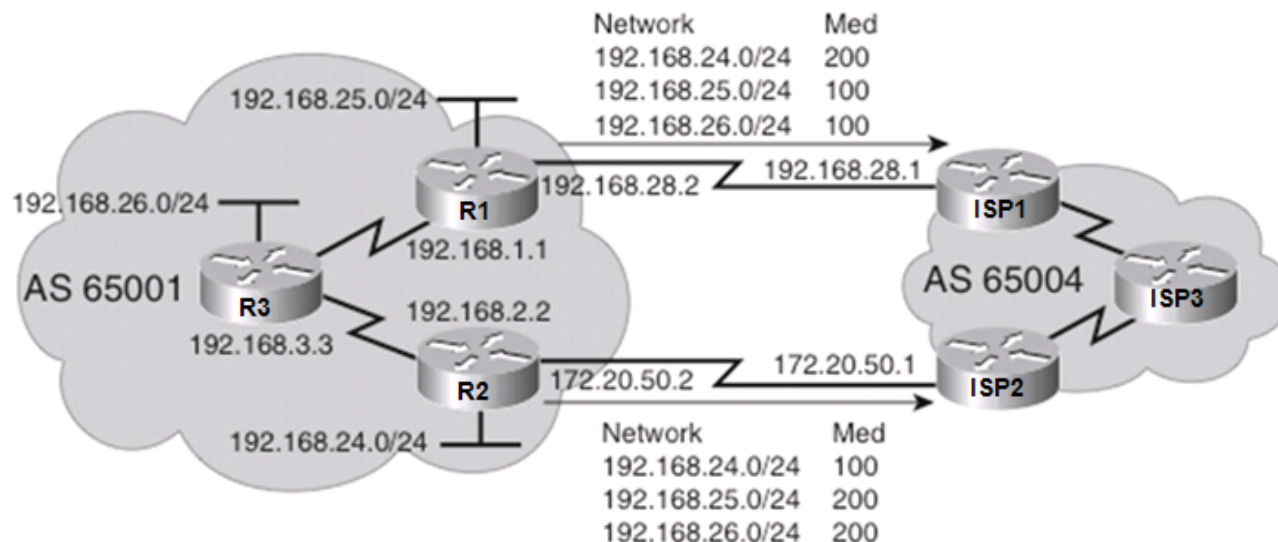 Network Med
192.168.24.0/24 200
192.168.25.0/24 100
192.168.26.0/24 100
192.168.25.0/24
192.168.28.2
192.168.28.1
ISP1
192.168.26.0/24
R1
192.168.1.1
AS 65001
R3
AS 65004
ISP3
192.168.2.2
192.168.3.3
R2
172.20.50.2
172.20.50.1
ISP2
192.168.24.0/24
Network Med
192.168.24.0/24 100
192.168.25.0/24 200
192.168.26.0/24 200